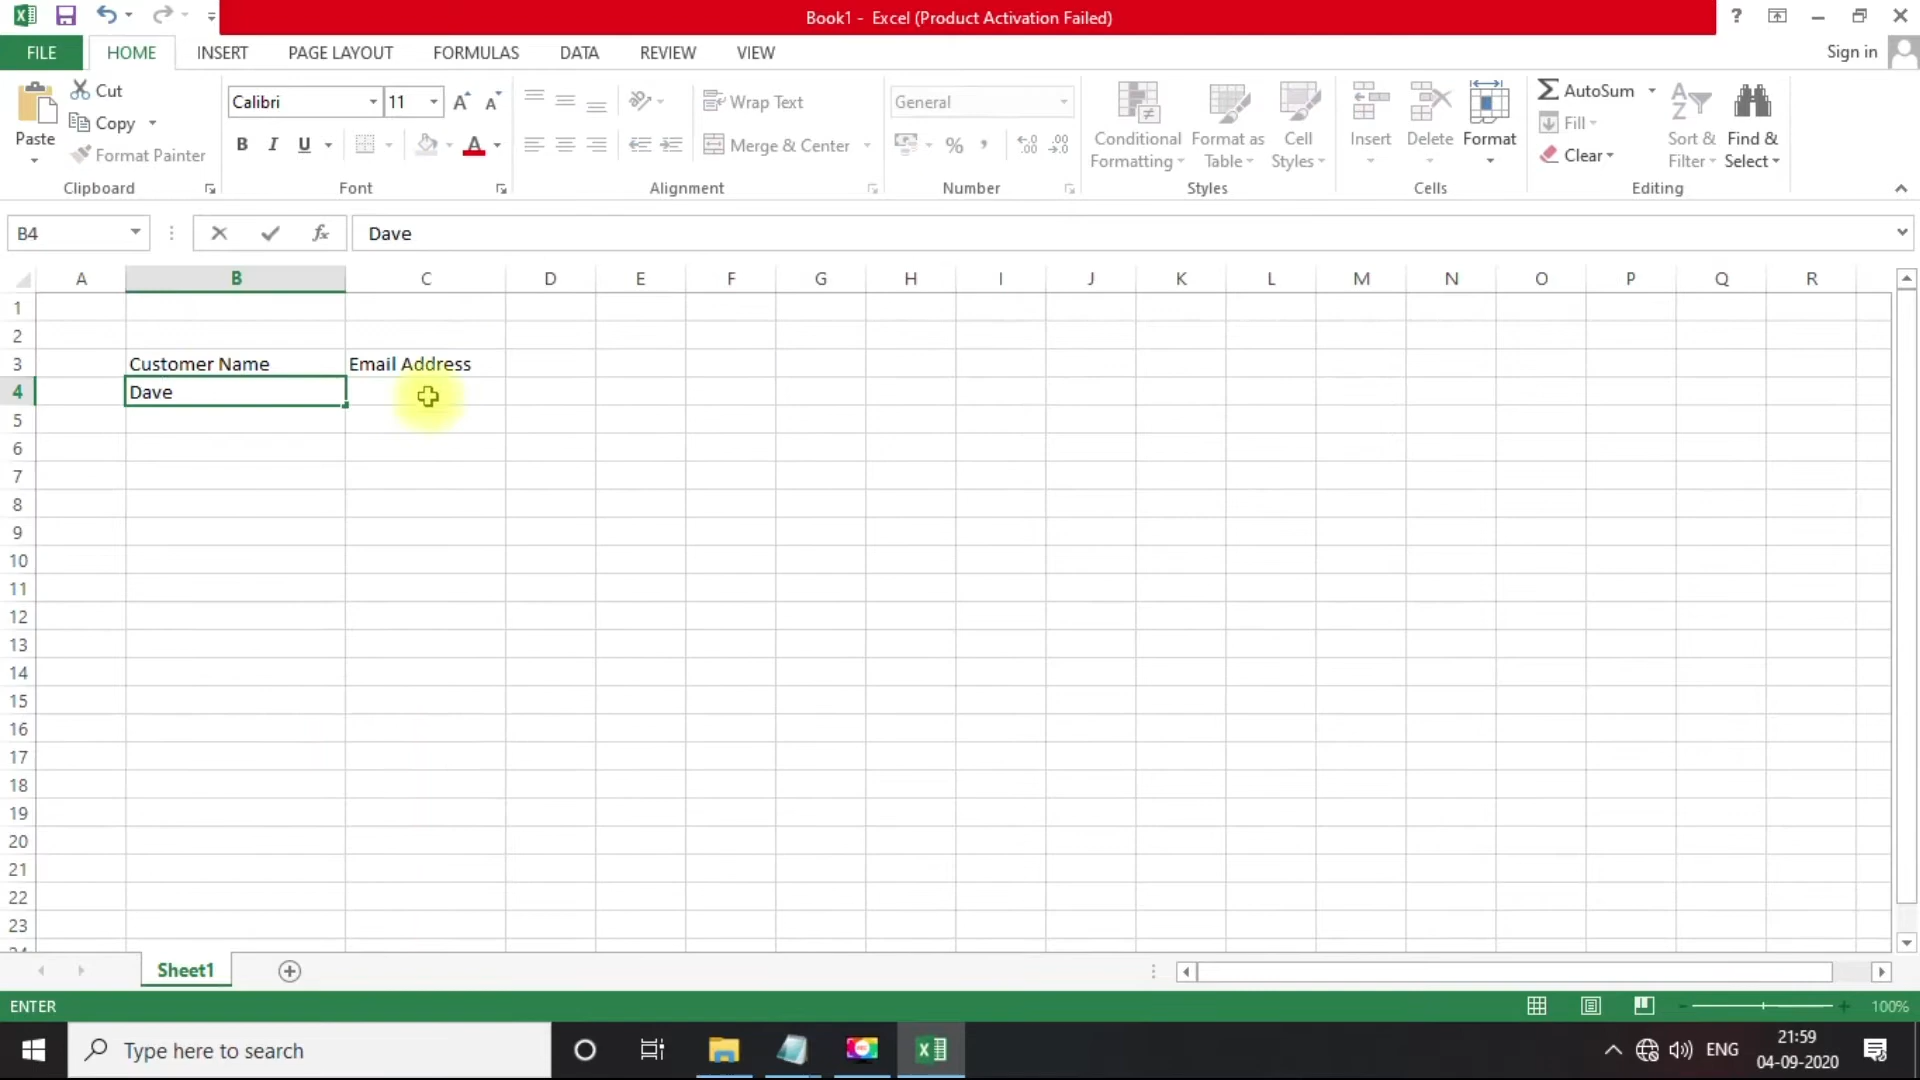 Book1 - Excel (Product Activation Failed)
?
FILE HOME INSERT PAGE LAYOUT FORMULAS DATA REVIEW VIEW Sign in
Paste
Cut
Copy
Format Painter
Clipboard
Calibri 11
B I U
Font
Wrap Text
Merge & Center
Alignment
General
%
Number
Conditional Formatting
Format as Table
Cell Styles
Styles
Insert
Delete
Format
Cells
AutoSum
Fill
Clear
Sort & Filter
Find & Select
Editing
B4 fx Dave
A B C D E F G H I J K L M N O P Q R
1
2
3 Customer Name Email Address
4 Dave
5
6
7
8
9
10
11
12
13
14
15
16
17
18
19
20
21
22
23
Sheet1
ENTER 100%
Type here to search
ENG
21:59
04-09-2020